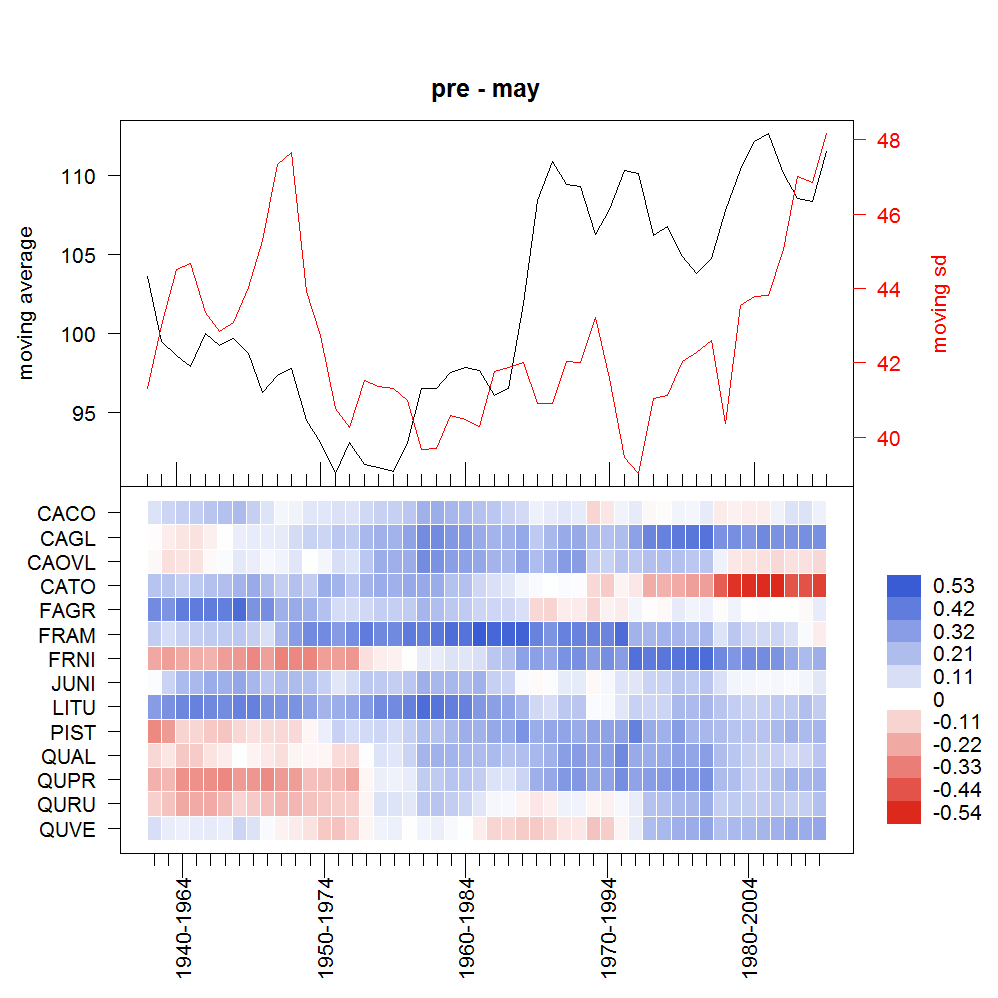 pre - may
moving average
110
105
100
95
48
46
44
42
40
moving sd
CACO
CAGL
CAOVL
CATO
FAGR
FRAM
FRNI
JUNI
LITU
PIST
QUAL
QUPR
QURU
QUVE
0.53
0.42
0.32
0.21
0.11
0
-0.11
-0.22
-0.33
-0.44
-0.54
1940-1964
1950-1974
1960-1984
1970-1994
1980-2004